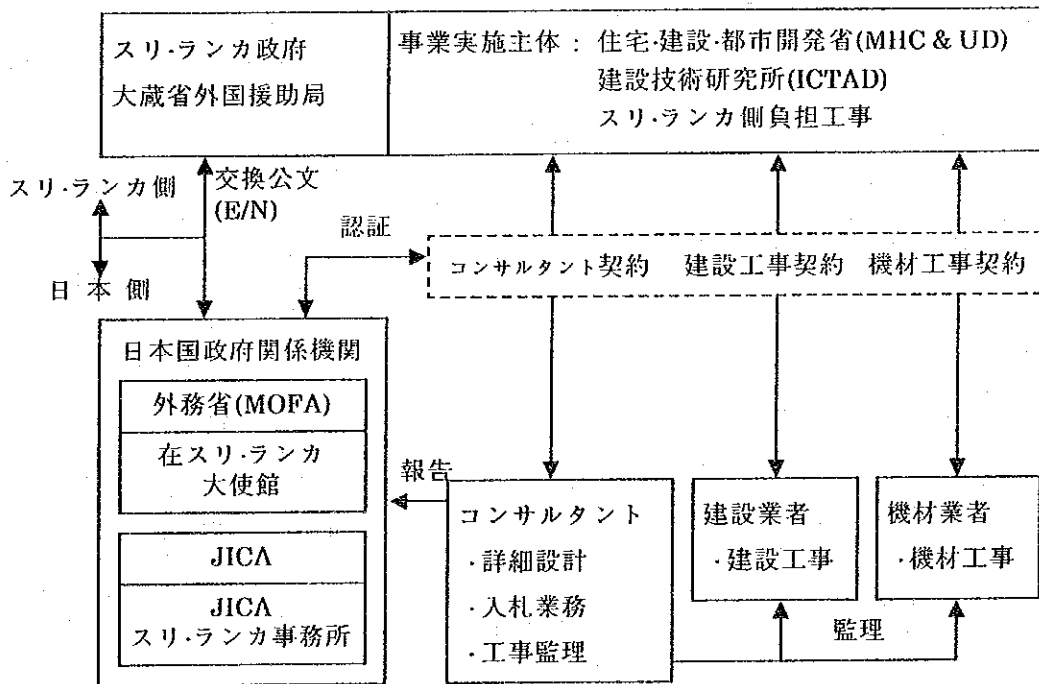 スリ・ランカ政府
大蔵省外国援助局
事業実施主体 : 住宅・建設・都市開発省(MHC & UD)
建設技術研究所(ICTAD)
スリ・ランカ側負担工事
スリ・ランカ側
交換公文
(E/N)
日本側
認証
コンサルタント契約 建設工事契約 機材工事契約
日本国政府関係機関
外務省(MOFA)
在スリ・ランカ
大使館
JICA
JICA
スリ・ランカ事務所
報告
コンサルタント
・詳細設計
・入札業務
・工事監理
建設業者
・建設工事
機材業者
・機材工事
監理